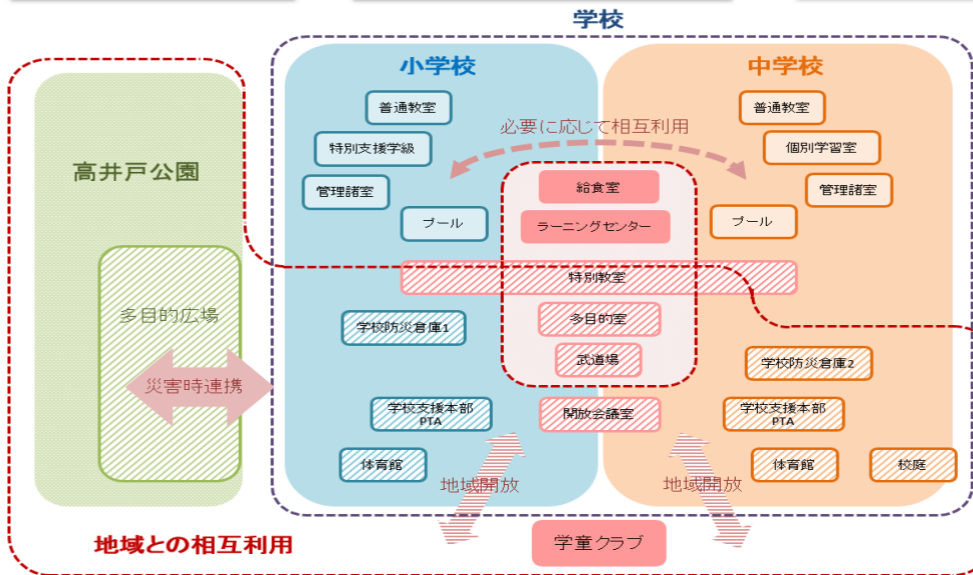 学校
小学校
中学校
普通教室
特別支援学級
管理諸室
プール
必要に応じて相互利用
給食室
ラーニングセンター
普通教室
個別学習室
管理諸室
プール
高井戸公園
多目的広場
災害時連携
特別教室
多目的室
武道場
開放会議室
学校防災倉庫1
学校支援本部
PTA
体育館
地域開放
学校防災倉庫2
学校支援本部
PTA
体育館
校庭
地域開放
地域との相互利用
学童クラブ